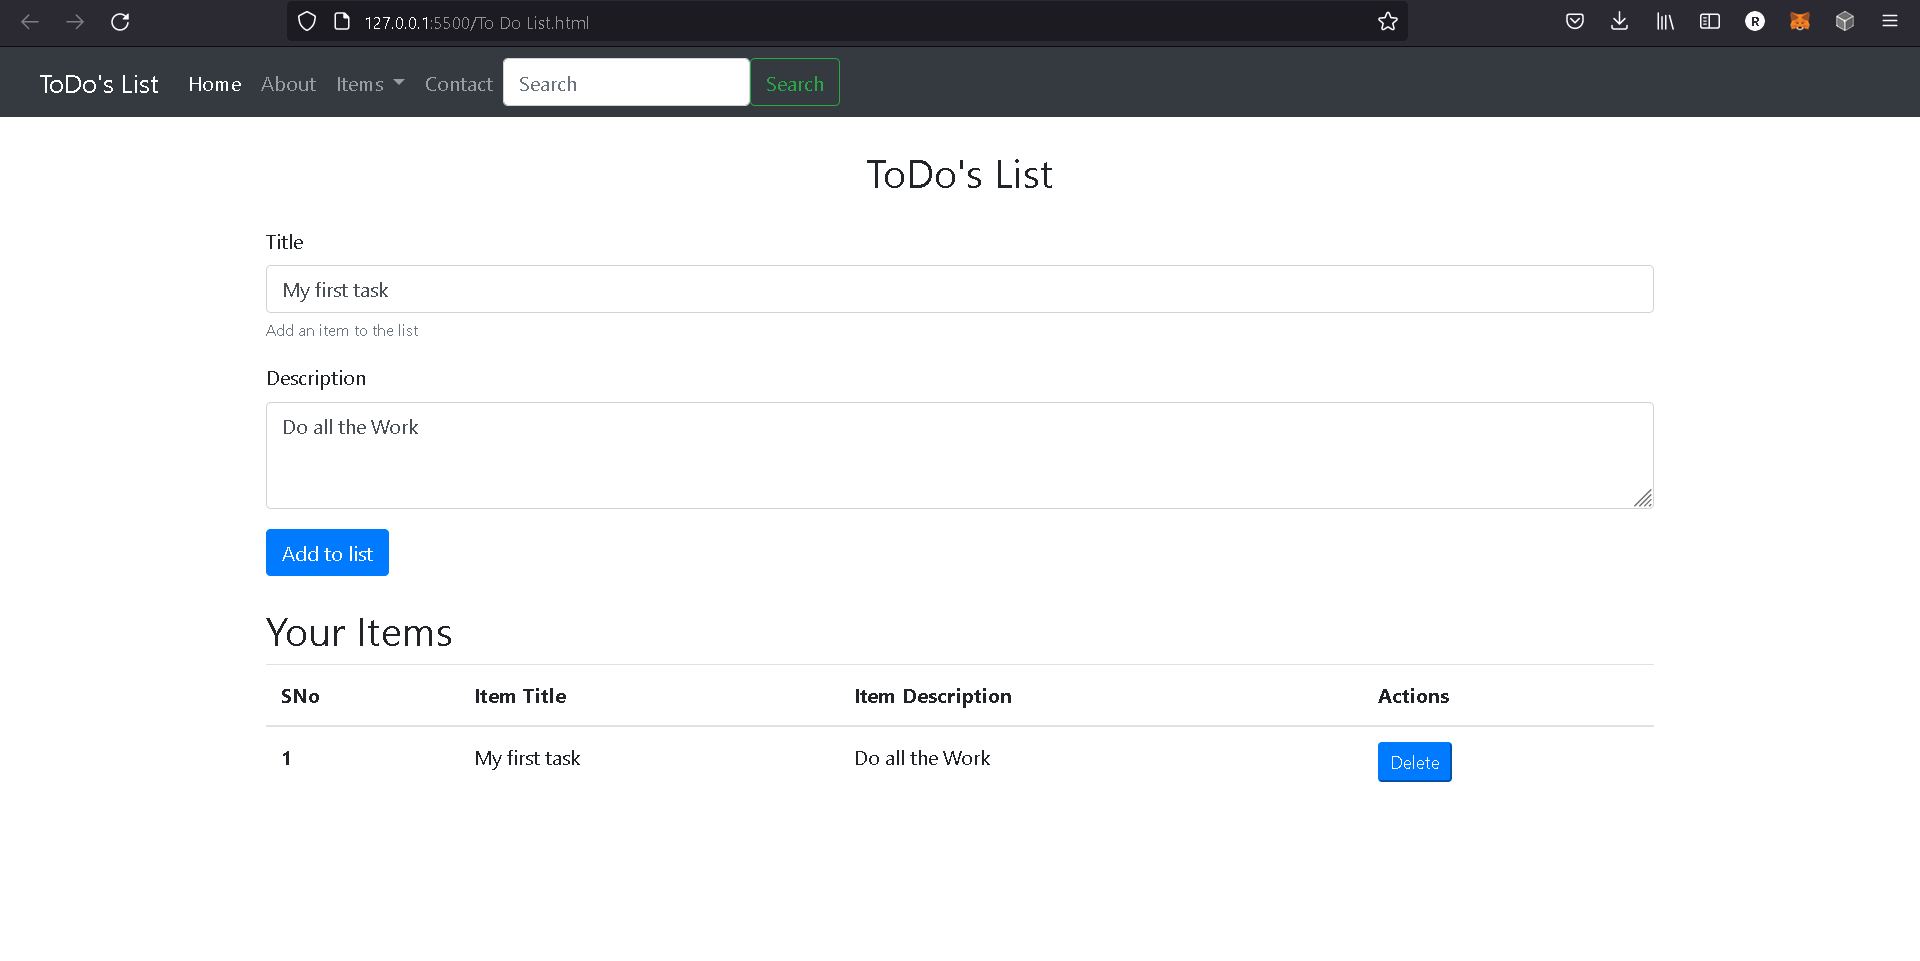 127.0.0.1:5500/To Do List.html
R
ToDo's List Home About Items Contact Search Search
ToDo's List
Title
My first task
Add an item to the list
Description
Do all the Work
Add to list
Your Items
SNo Item Title Item Description Actions
1 My first task Do all the Work Delete